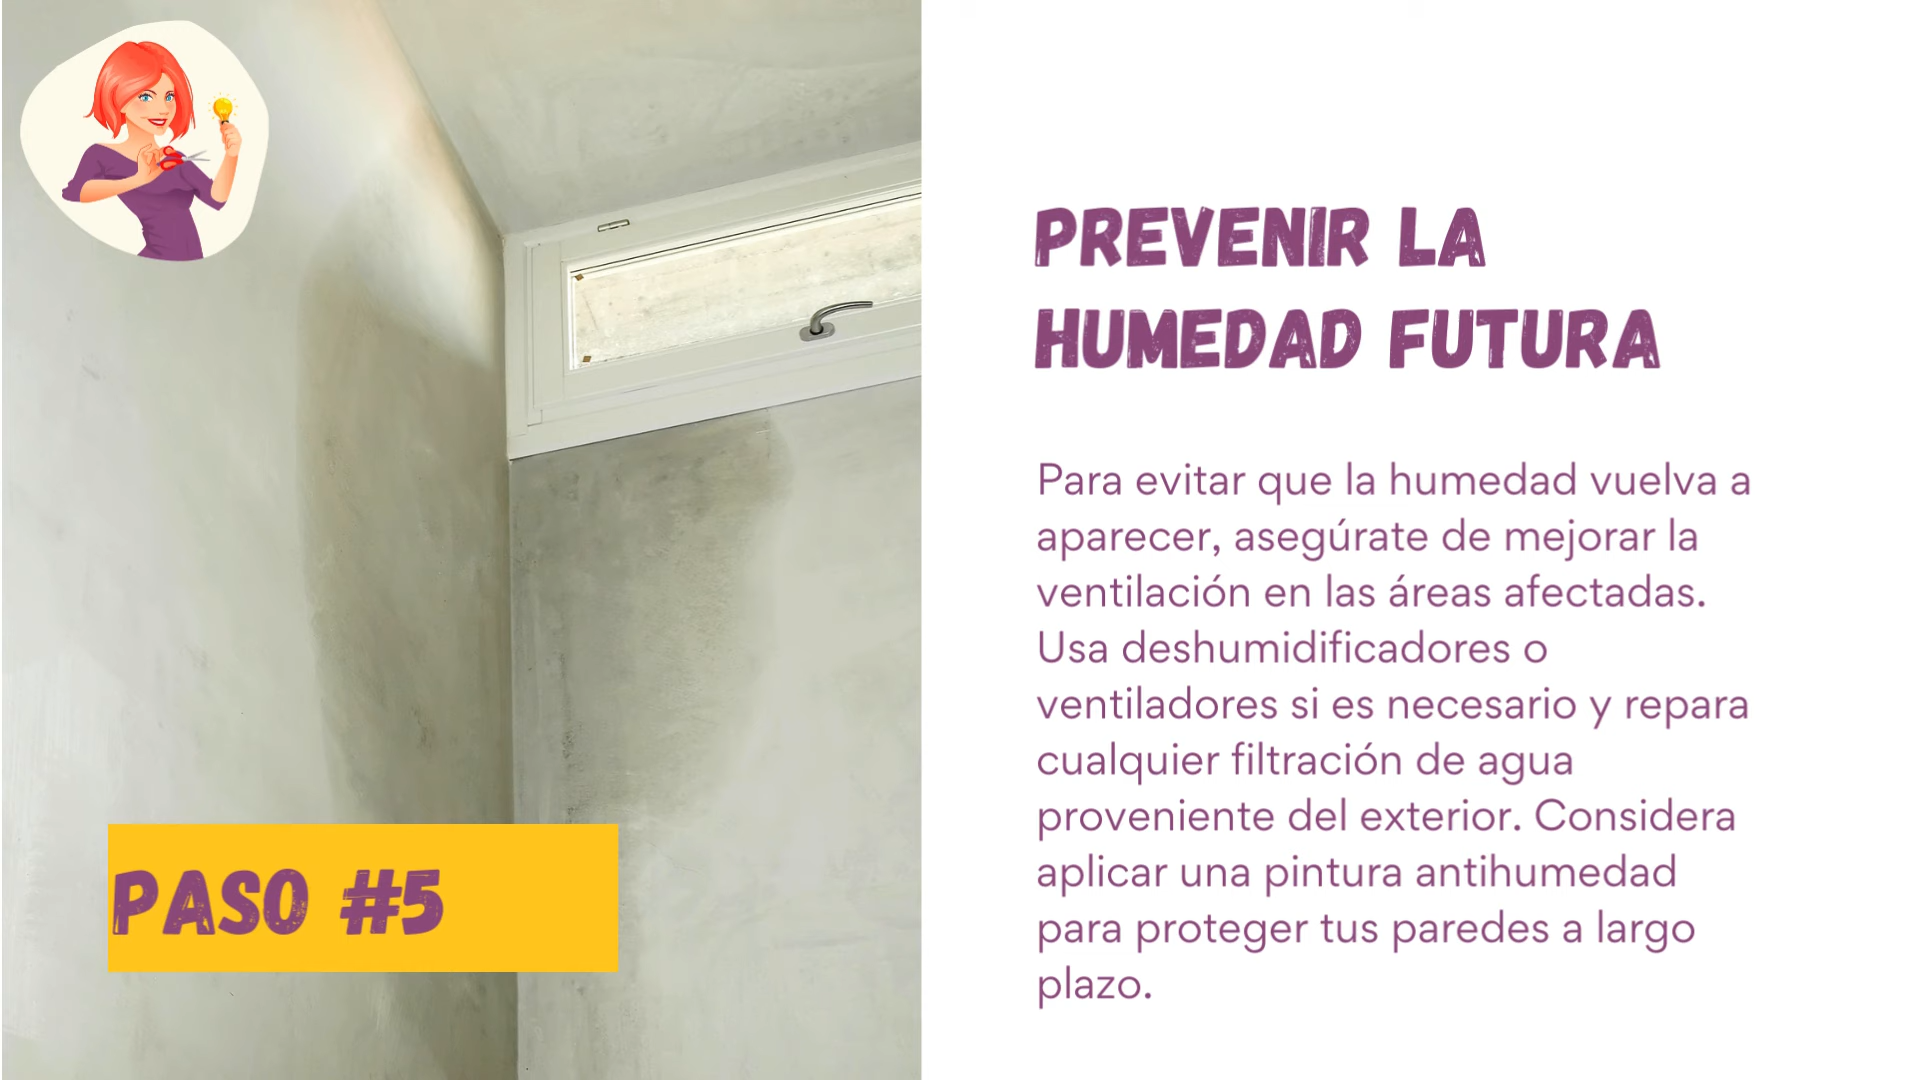 PREVENIR LA
HUMEDAD FUTURA
Para evitar que la humedad vuelva a
aparecer, asegúrate de mejorar la
ventilación en las áreas afectadas.
Usa deshumidificadores o
ventiladores si es necesario y repara
cualquier filtración de agua
proveniente del exterior. Considera
aplicar una pintura antihumedad
para proteger tus paredes a largo
plazo.
PASO #5